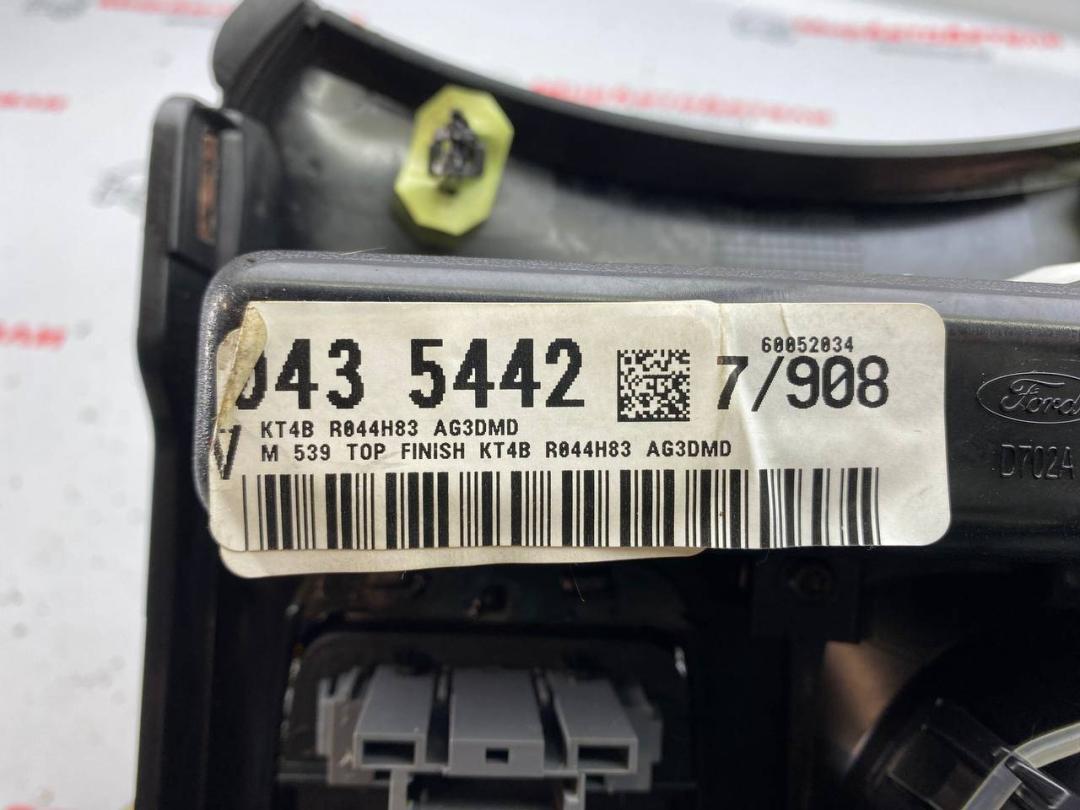 60052034
043 5442 7/908
KT4B R044H83 AG3DMD
V M 539 TOP FINISH KT4B R044H83 AG3DMD
Ford
D702A